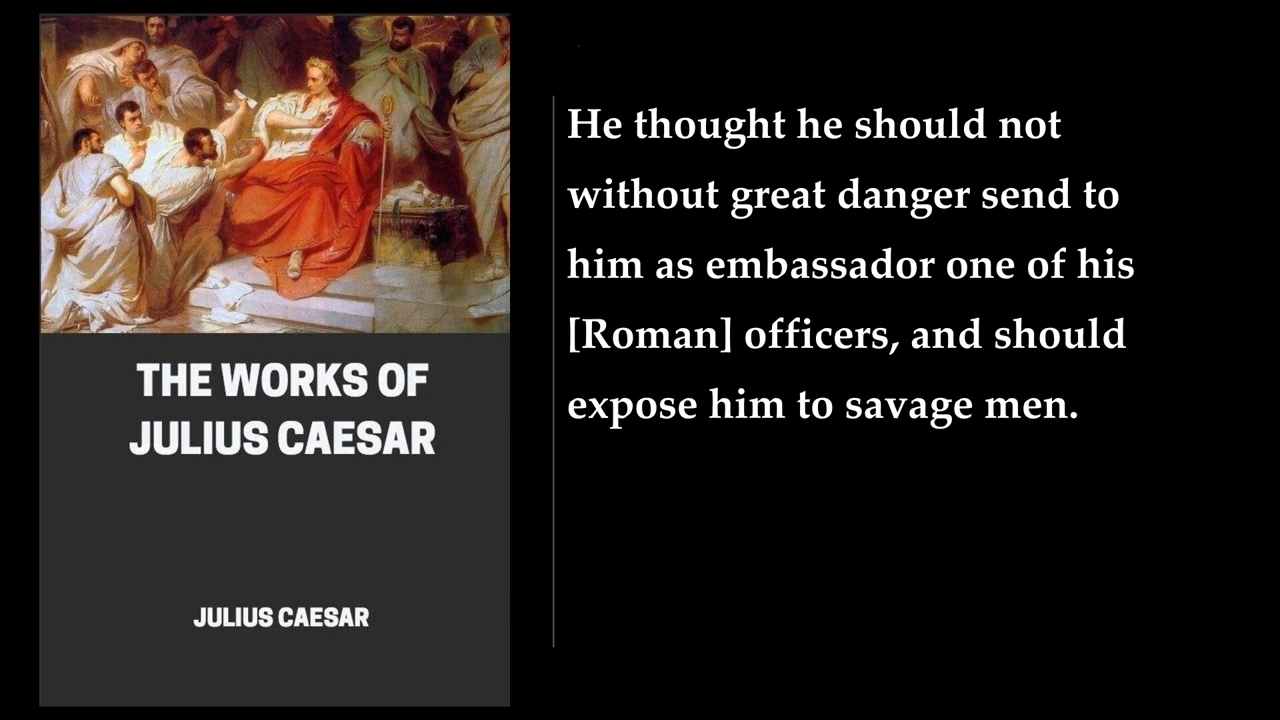 THE WORKS OF
JULIUS CAESAR
JULIUS CAESAR
He thought he should not
without great danger send to
him as embassador one of his
[Roman] officers, and should
expose him to savage men.